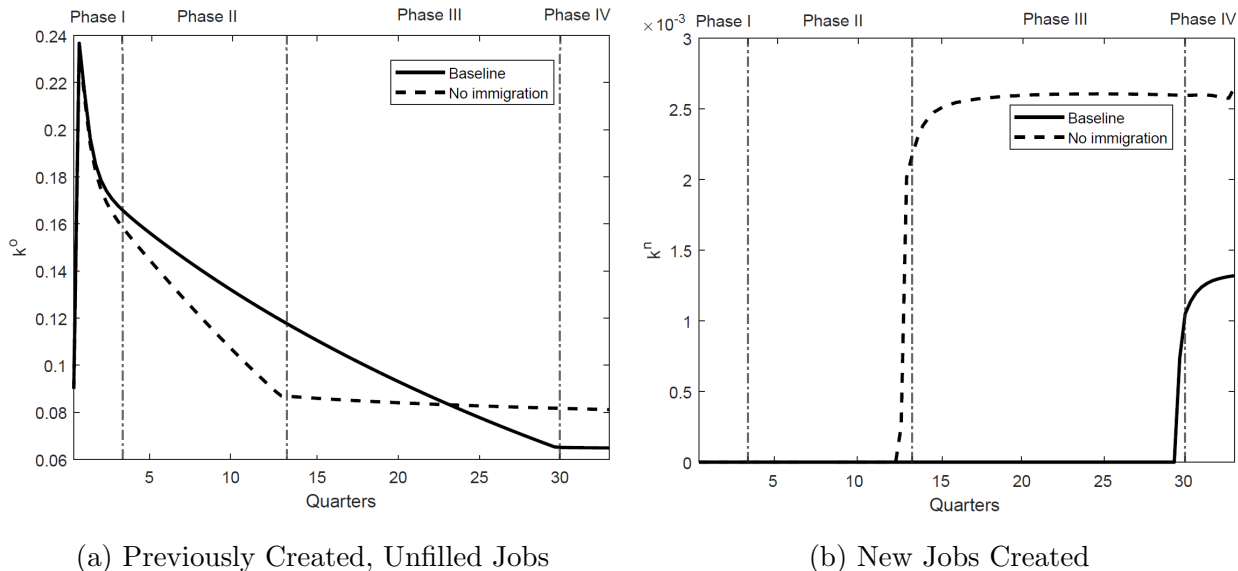 Phase I Phase II Phase III Phase IV
0.24
0.22
0.2
0.18
0.16
0.14
0.12
0.1
0.08
0.06
k^o
Baseline
No immigration
5 10 15 20 25 30
Quarters
(a) Previously Created, Unfilled Jobs
Phase I Phase II Phase III Phase IV
×10^-3
3
2.5
2
1.5
1
0.5
0
k^n
Baseline
No immigration
5 10 15 20 25 30
Quarters
(b) New Jobs Created